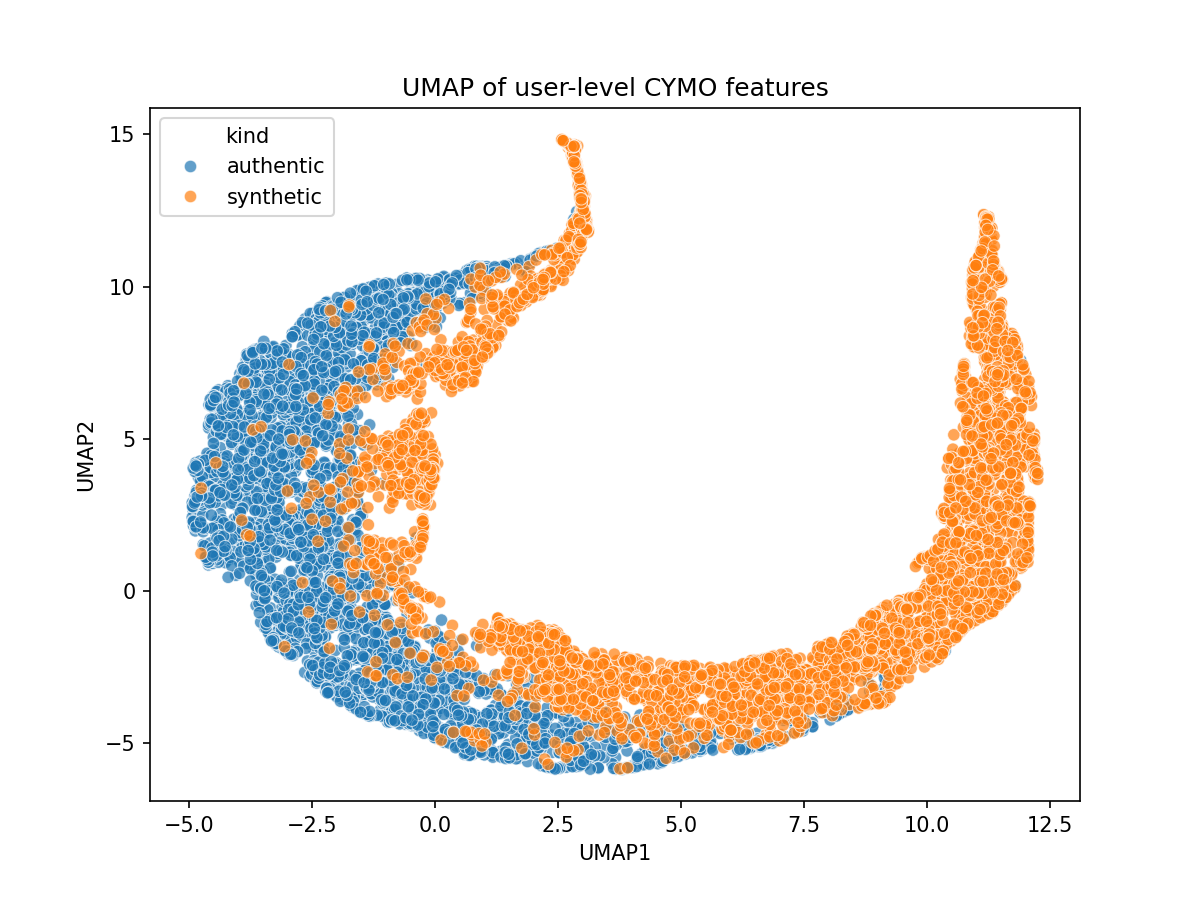 UMAP of user-level CYMO features
kind
authentic
synthetic
15
10
5
0
−5
UMAP2
−5.0 −2.5 0.0 2.5 5.0 7.5 10.0 12.5
UMAP1